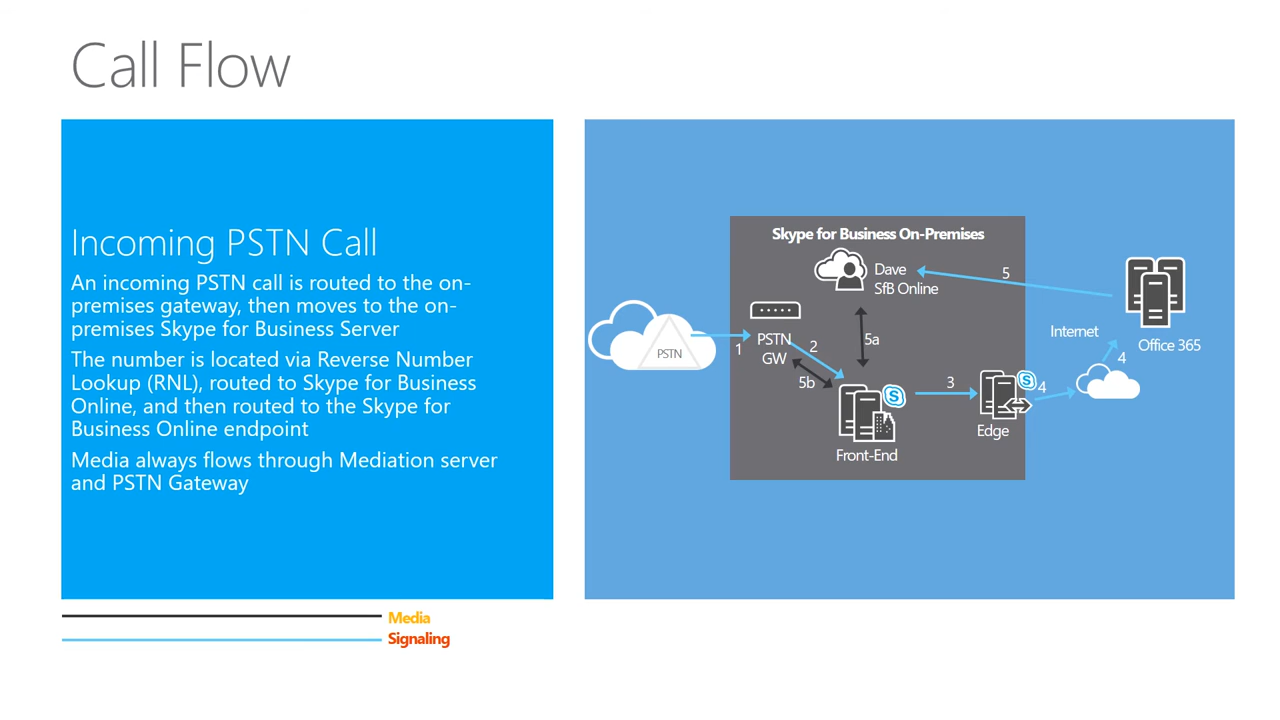 Call Flow
Incoming PSTN Call
An incoming PSTN call is routed to the on-
premises gateway, then moves to the on-
premises Skype for Business Server
The number is located via Reverse Number
Lookup (RNL), routed to Skype for Business
Online, and then routed to the Skype for
Business Online endpoint
Media always flows through Mediation server
and PSTN Gateway
Skype for Business On-Premises
Dave
SfB Online
5
PSTN
1
PSTN
GW
2
5a
5b
Internet
Office 365
4
3
S
S
4
Edge
S
Front-End
Media
Signaling